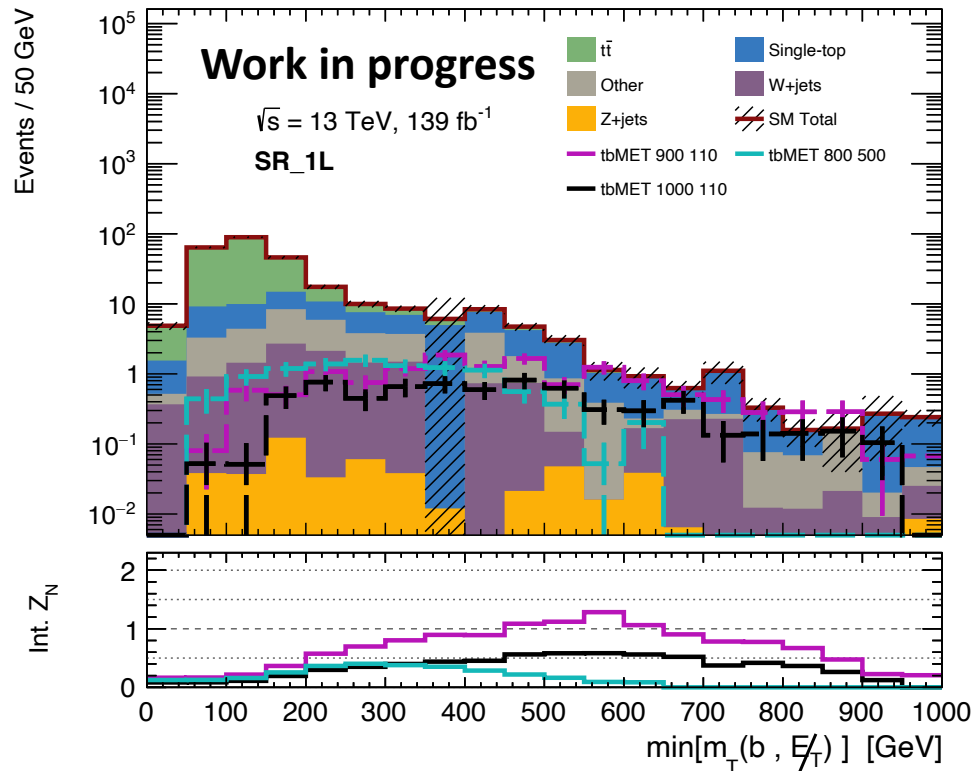 Work in progress
√s = 13 TeV, 139 fb⁻¹
SR_1L
tt̄
Single-top
Other
W+jets
Z+jets
SM Total
tbMET 900 110
tbMET 800 500
tbMET 1000 110
Events / 50 GeV
10⁵
10⁴
10³
10²
10
1
10⁻¹
10⁻²
Int. Z_N
2
1
0
0 100 200 300 400 500 600 700 800 900 1000
min[m_T(b , E̸_T) ] [GeV]